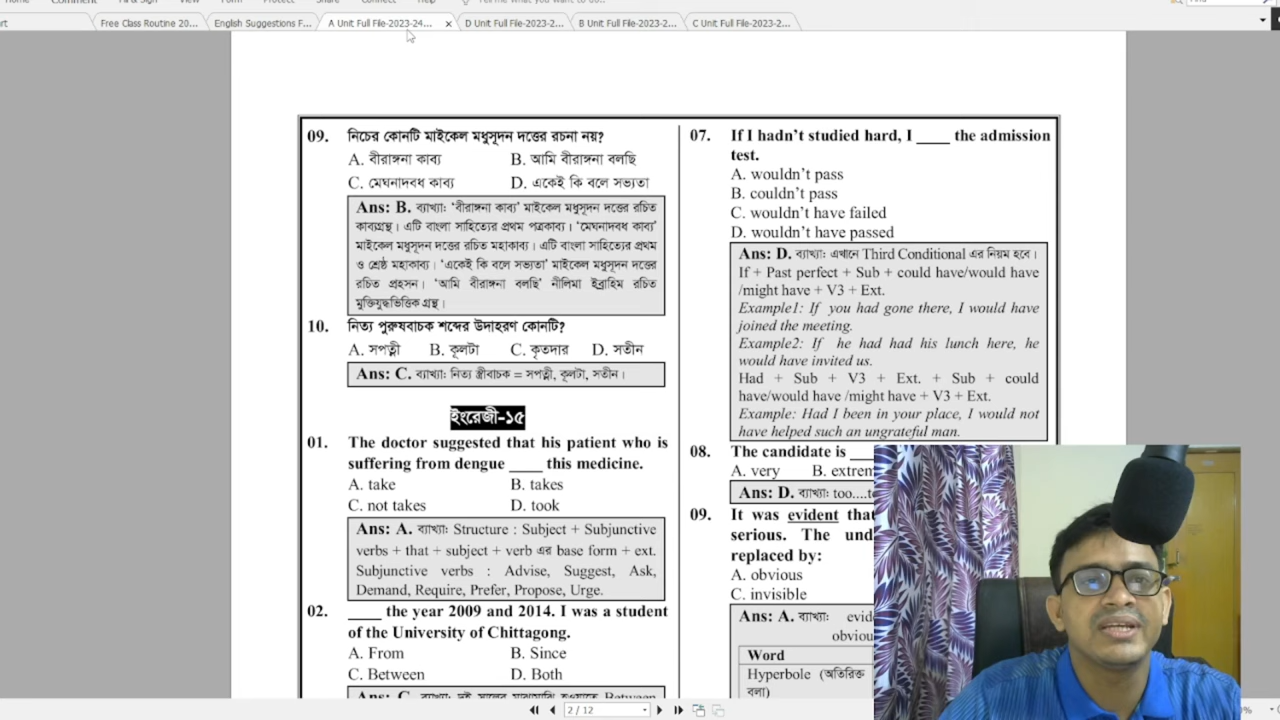 Free Class Routine 20...
English Suggestions F...
A Unit Full File-2023-24...
D Unit Full File-2023-2...
B Unit Full File-2023-2...
C Unit Full File-2023-2...
09. নিচের কোনটি মাইকেল মধুসূদন দত্তের রচনা নয়?
A. বীরাঙ্গনা কাব্য B. আমি বীরাঙ্গনা বলছি
C. মেঘনাদবধ কাব্য D. একেই কি বলে সভ্যতা
Ans: B. ব্যাখ্যা: ‘বীরাঙ্গনা কাব্য’ মাইকেল মধুসূদন দত্তের রচিত
কাব্যগ্রন্থ। এটি বাংলা সাহিত্যের প্রথম পত্রকাব্য। ‘মেঘনাদবধ কাব্য’
মাইকেল মধুসূদন দত্তের রচিত মহাকাব্য। এটি বাংলা সাহিত্যের প্রথম
ও শ্রেষ্ঠ মহাকাব্য। ‘একেই কি বলে সভ্যতা’ মাইকেল মধুসূদন দত্তের
রচিত প্রহসন। ‘আমি বীরাঙ্গনা বলছি’ নীলিমা ইব্রাহিম রচিত
মুক্তিযুদ্ধভিত্তিক গ্রন্থ।
10. নিত্য পুরুষবাচক শব্দের উদাহরণ কোনটি?
A. সপত্নী B. কূলটা C. কৃতদার D. সতীন
Ans: C. ব্যাখ্যা: নিত্য স্ত্রীবাচক = সপত্নী, কূলটা, সতীন।
ইংরেজী-১৫
01. The doctor suggested that his patient who is
suffering from dengue ____ this medicine.
A. take B. takes
C. not takes D. took
Ans: A. ব্যাখ্যা: Structure : Subject + Subjunctive
verbs + that + subject + verb এর base form + ext.
Subjunctive verbs : Advise, Suggest, Ask,
Demand, Require, Prefer, Propose, Urge.
02. ____ the year 2009 and 2014. I was a student
of the University of Chittagong.
A. From B. Since
C. Between D. Both
07. If I hadn’t studied hard, I ____ the admission
test.
A. wouldn’t pass
B. couldn’t pass
C. wouldn’t have failed
D. wouldn’t have passed
Ans: D. ব্যাখ্যা: এখানে Third Conditional এর নিয়ম হবে।
If + Past perfect + Sub + could have/would have
/might have + V3 + Ext.
Example1: If you had gone there, I would have
joined the meeting.
Example2: If he had had his lunch here, he
would have invited us.
Had + Sub + V3 + Ext. + Sub + could
have/would have /might have + V3 + Ext.
Example: Had I been in your place, I would not
have helped such an ungrateful man.
08. The candidate is
A. very B. extrem
Ans: D. ব্যাখ্যা:
09. It was evident that
serious. The und
replaced by:
A. obvious
C. invisible
Ans: A. ব্যাখ্যা: evid
obviou
Word
Hyperbole (অতিরিক্ত
বলা)
2 / 12